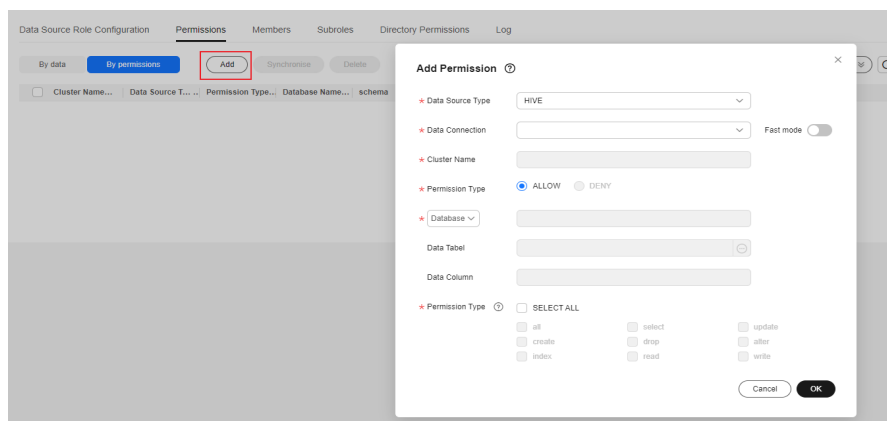 Data Source Role Configuration Permissions Members Subroles Directory Permissions Log
By data By permissions Add Synchronise Delete
Cluster Name... Data Source T... Permission Type... Database Name... schema
Add Permission
Data Source Type HIVE
Data Connection Fast mode
Cluster Name
Permission Type ALLOW DENY
Database
Data Tabel
Data Column
Permission Type SELECT ALL
all select update
create drop alter
index read write
Cancel OK